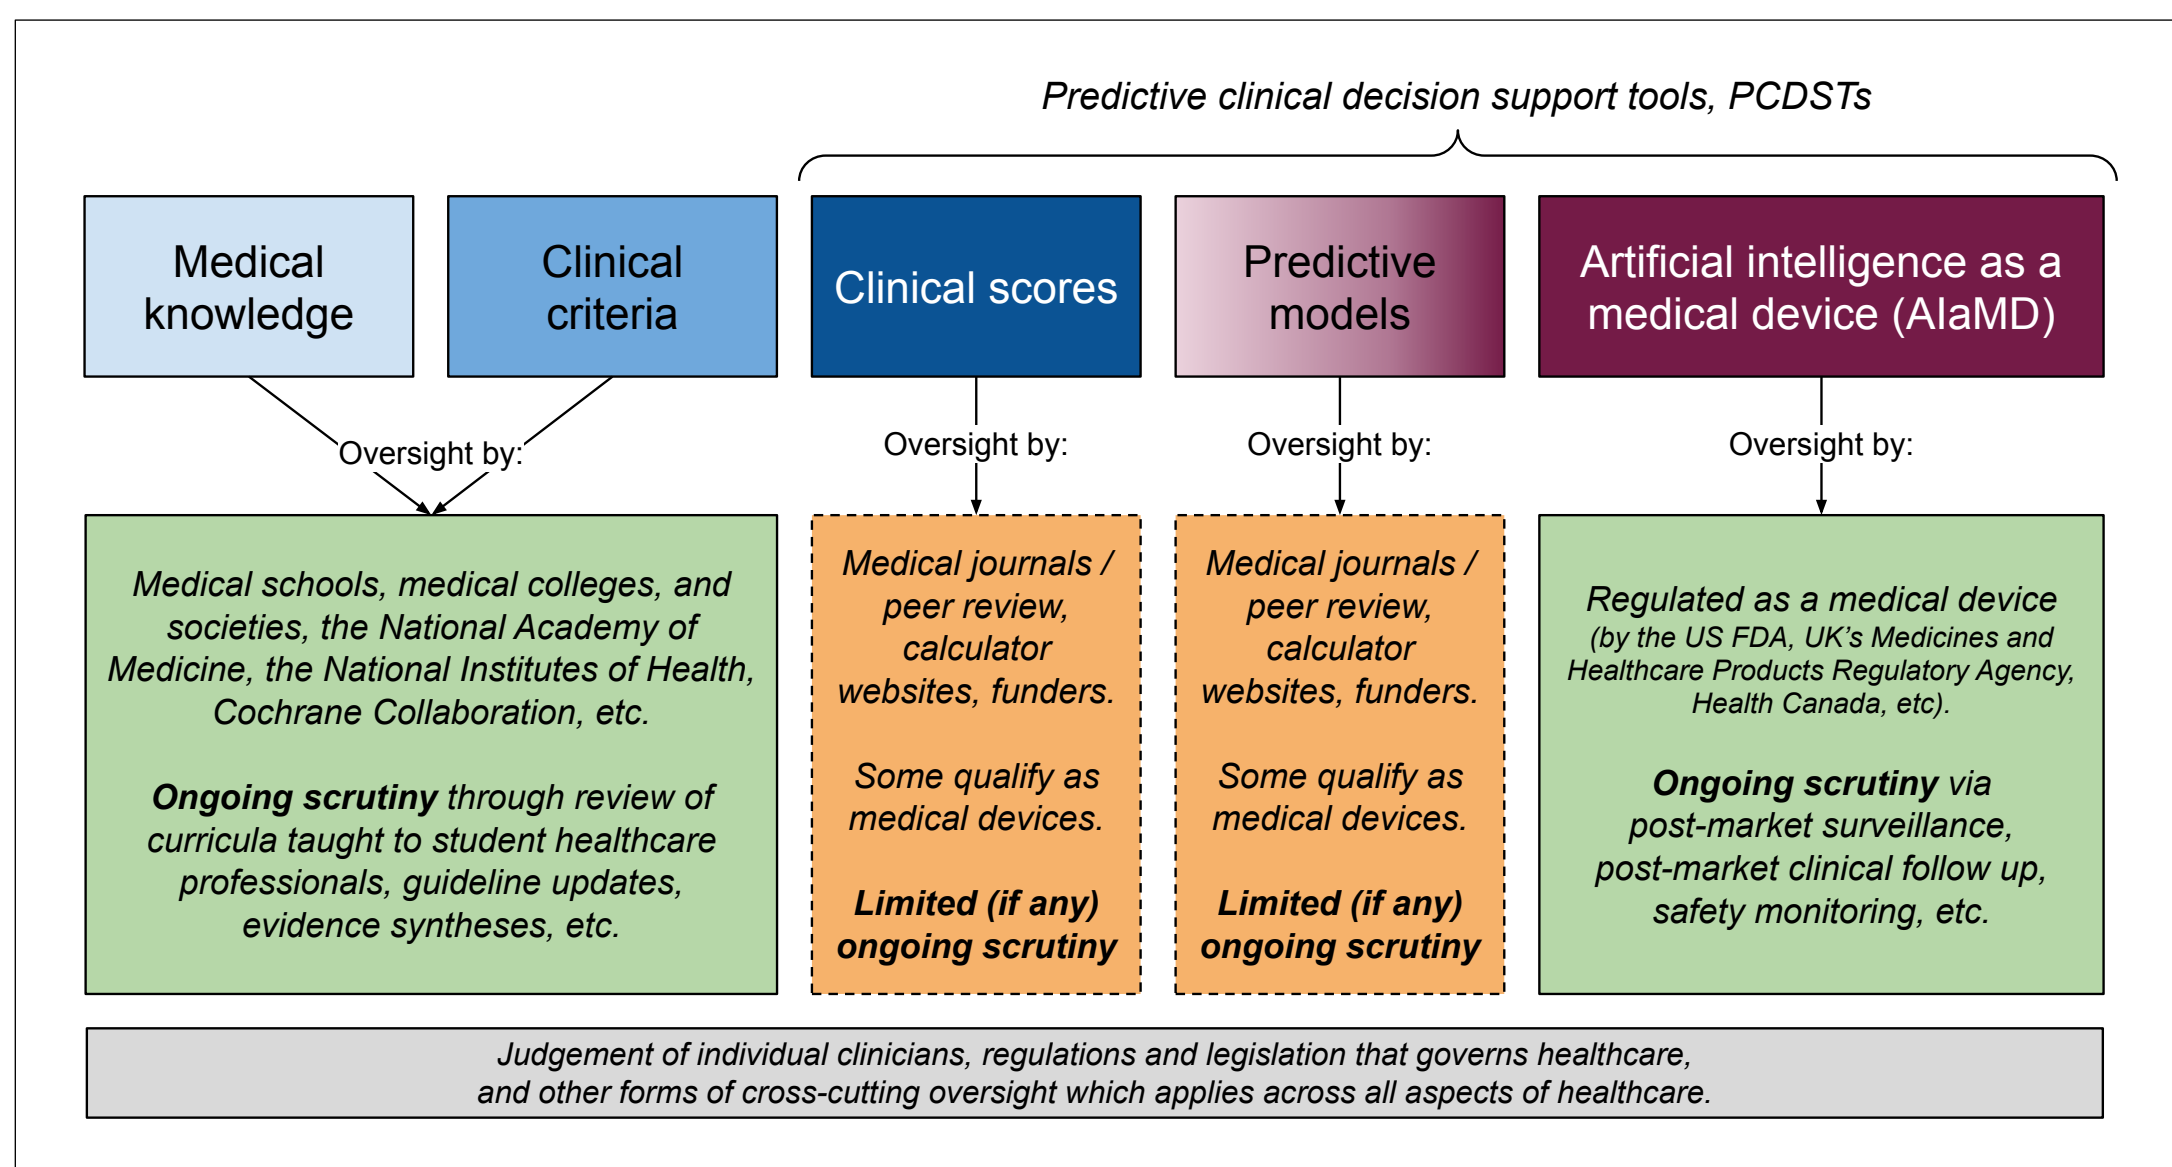 Predictive clinical decision support tools, PCDSTs
Medical
knowledge
Clinical
criteria
Clinical scores
Predictive
models
Artificial intelligence as a
medical device (AIaMD)
Oversight by:
Oversight by:
Oversight by:
Oversight by:
Medical schools, medical colleges, and
societies, the National Academy of
Medicine, the National Institutes of Health,
Cochrane Collaboration, etc.
Ongoing scrutiny through review of
curricula taught to student healthcare
professionals, guideline updates,
evidence syntheses, etc.
Medical journals /
peer review,
calculator
websites, funders.
Some qualify as
medical devices.
Limited (if any)
ongoing scrutiny
Medical journals /
peer review,
calculator
websites, funders.
Some qualify as
medical devices.
Limited (if any)
ongoing scrutiny
Regulated as a medical device
(by the US FDA, UK’s Medicines and
Healthcare Products Regulatory Agency,
Health Canada, etc).
Ongoing scrutiny via
post-market surveillance,
post-market clinical follow up,
safety monitoring, etc.
Judgement of individual clinicians, regulations and legislation that governs healthcare,
and other forms of cross-cutting oversight which applies across all aspects of healthcare.